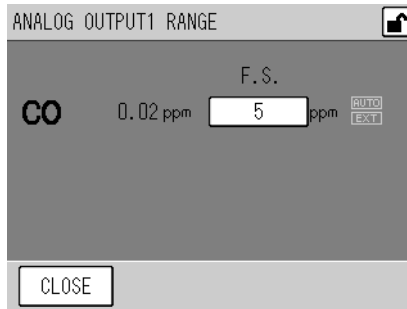 ANALOG OUTPUT1 RANGE
F.S.
CO 0.02 ppm 5 ppm AUTO
EXT
CLOSE